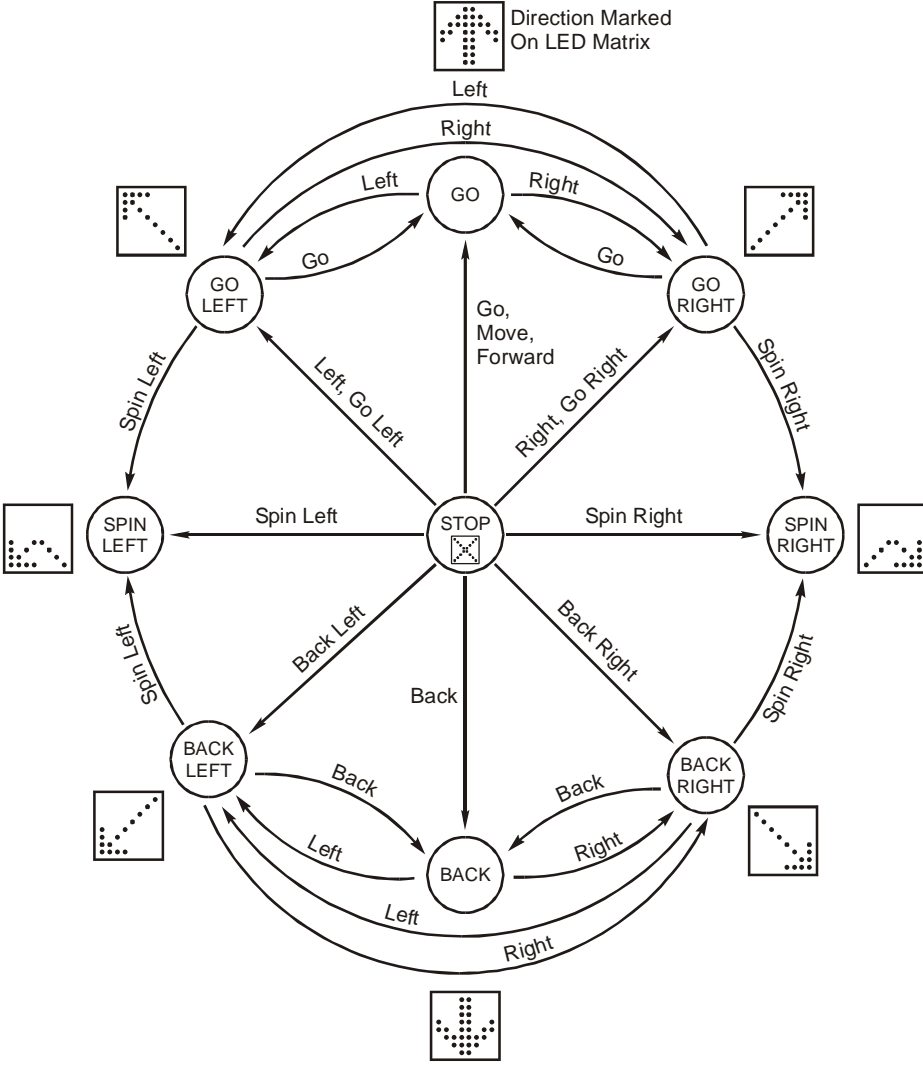 Direction Marked
On LED Matrix
Left
Right
Left
GO
Right
Go
Go
GO
LEFT
GO
RIGHT
Go,
Move,
Forward
Spin Left
Left, Go Left
Right, Go Right
Spin Right
SPIN
LEFT
Spin Left
STOP
Spin Right
SPIN
RIGHT
Back Left
Back Right
Spin Left
Back
Spin Right
BACK
LEFT
BACK
RIGHT
Back
Back
Left
BACK
Right
Left
Right